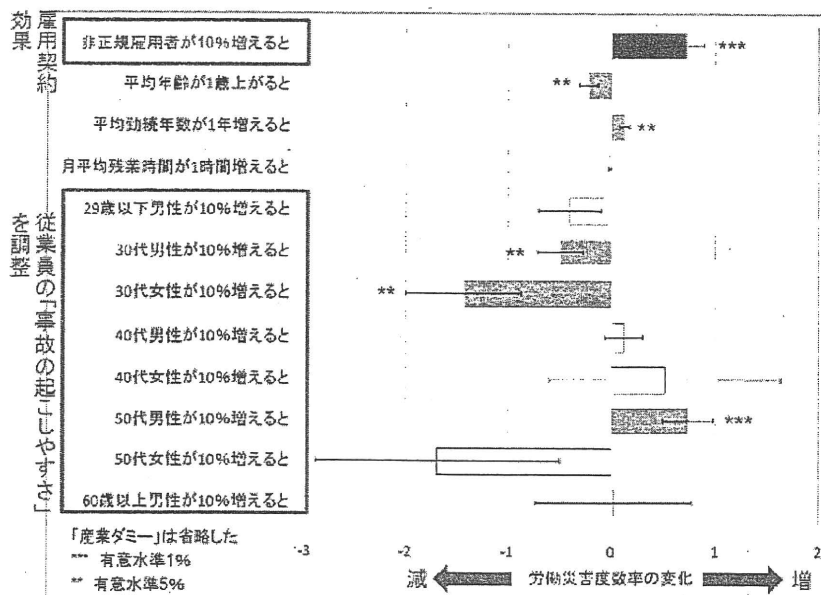 雇用契約
効果
非正規雇用者が10%増えると
***
平均年齢が1歳上がると
**
平均勤続年数が1年増えると
**
月平均残業時間が1時間増えると
従業員の「事故の起こしやすさ」
を調整
29歳以下男性が10%増えると
30代男性が10%増えると
**
30代女性が10%増えると
**
40代男性が10%増えると
40代女性が10%増えると
50代男性が10%増えると
***
50代女性が10%増えると
60歳以上男性が10%増えると
「産業ダミー」は省略した
*** 有意水準1%
** 有意水準5%
-3 -2 -1 0 1 2
減 労働災害度数率の変化 増